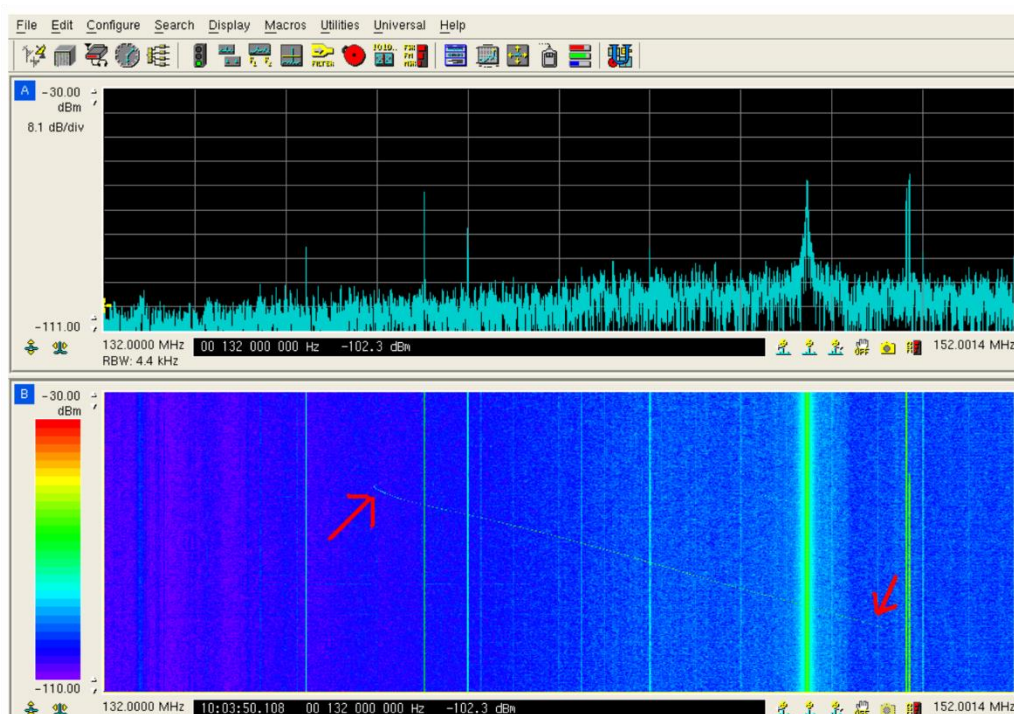 File Edit Configure Search Display Macros Utilities Universal Help
A -30.00
dBm
8.1 dB/div
-111.00
132.0000 MHz 00 132 000 000 Hz -102.3 dBm 152.0014 MHz
RBW: 4.4 kHz
B -30.00
dBm
-110.00
132.0000 MHz 10:03:50.108 00 132 000 000 Hz -102.3 dBm 152.0014 MHz